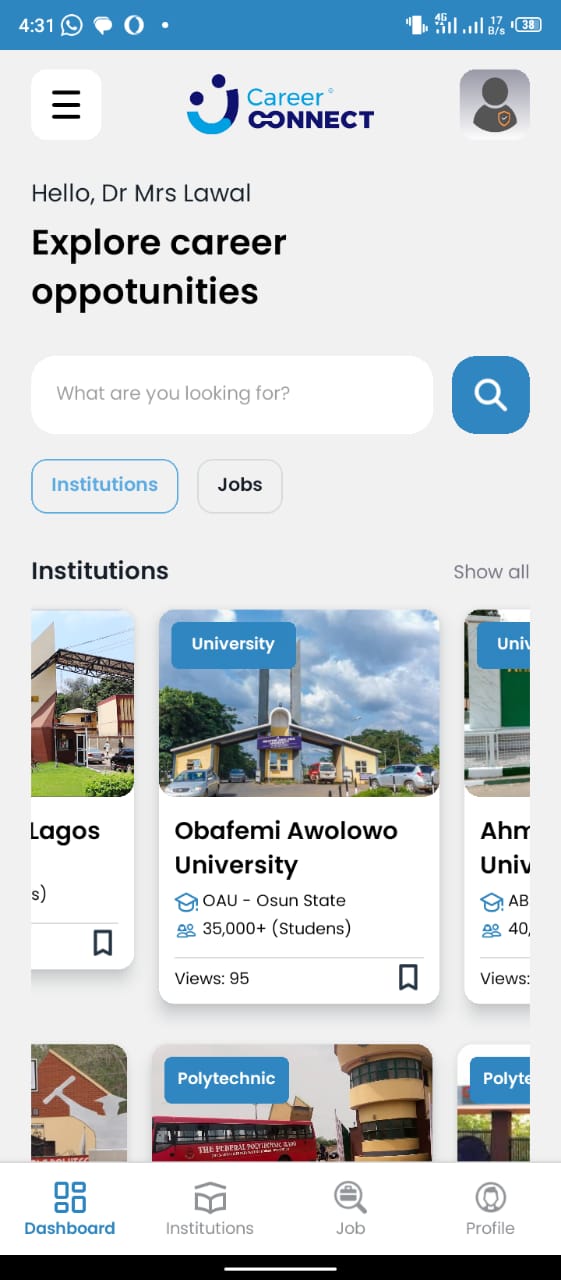 4:31
4G
17
B/s
38
Career
CONNECT
Hello, Dr Mrs Lawal
Explore career
oppotunities
What are you looking for?
Institutions
Jobs
Institutions
Show all
University
Univ
Lagos
Obafemi Awolowo
University
Ahm
Univ
s)
OAU - Osun State
35,000+ (Studens)
AB
40,
Views: 95
Views:
Polytechnic
Polyte
THE FEDERAL POLYTECHNIC
Dashboard
Institutions
Job
Profile